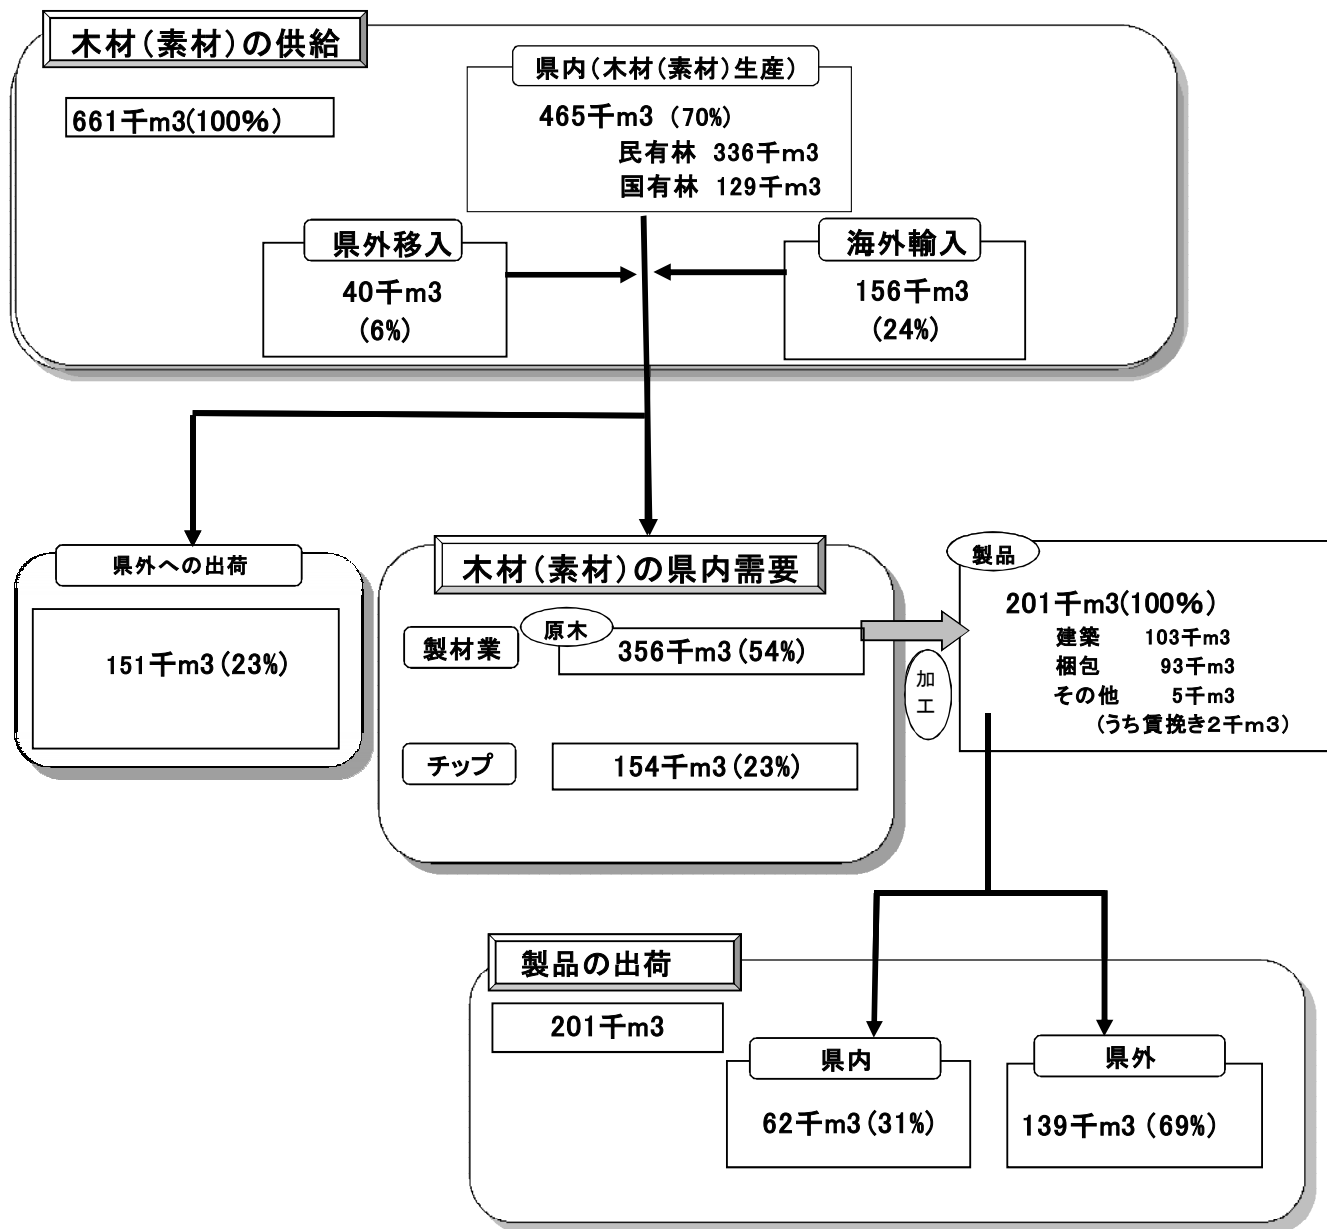 木材(素材)の供給
661千m3(100%)
県内(木材(素材)生産)
465千m3 (70%)
民有林 336千m3
国有林 129千m3
県外移入
40千m3
(6%)
海外輸入
156千m3
(24%)
県外への出荷
151千m3(23%)
木材(素材)の県内需要
製材業
原木
356千m3(54%)
チップ
154千m3(23%)
加工
製品
201千m3(100%)
建築 103千m3
梱包 93千m3
その他 5千m3
(うち賃挽き2千m3)
製品の出荷
201千m3
県内
62千m3(31%)
県外
139千m3 (69%)